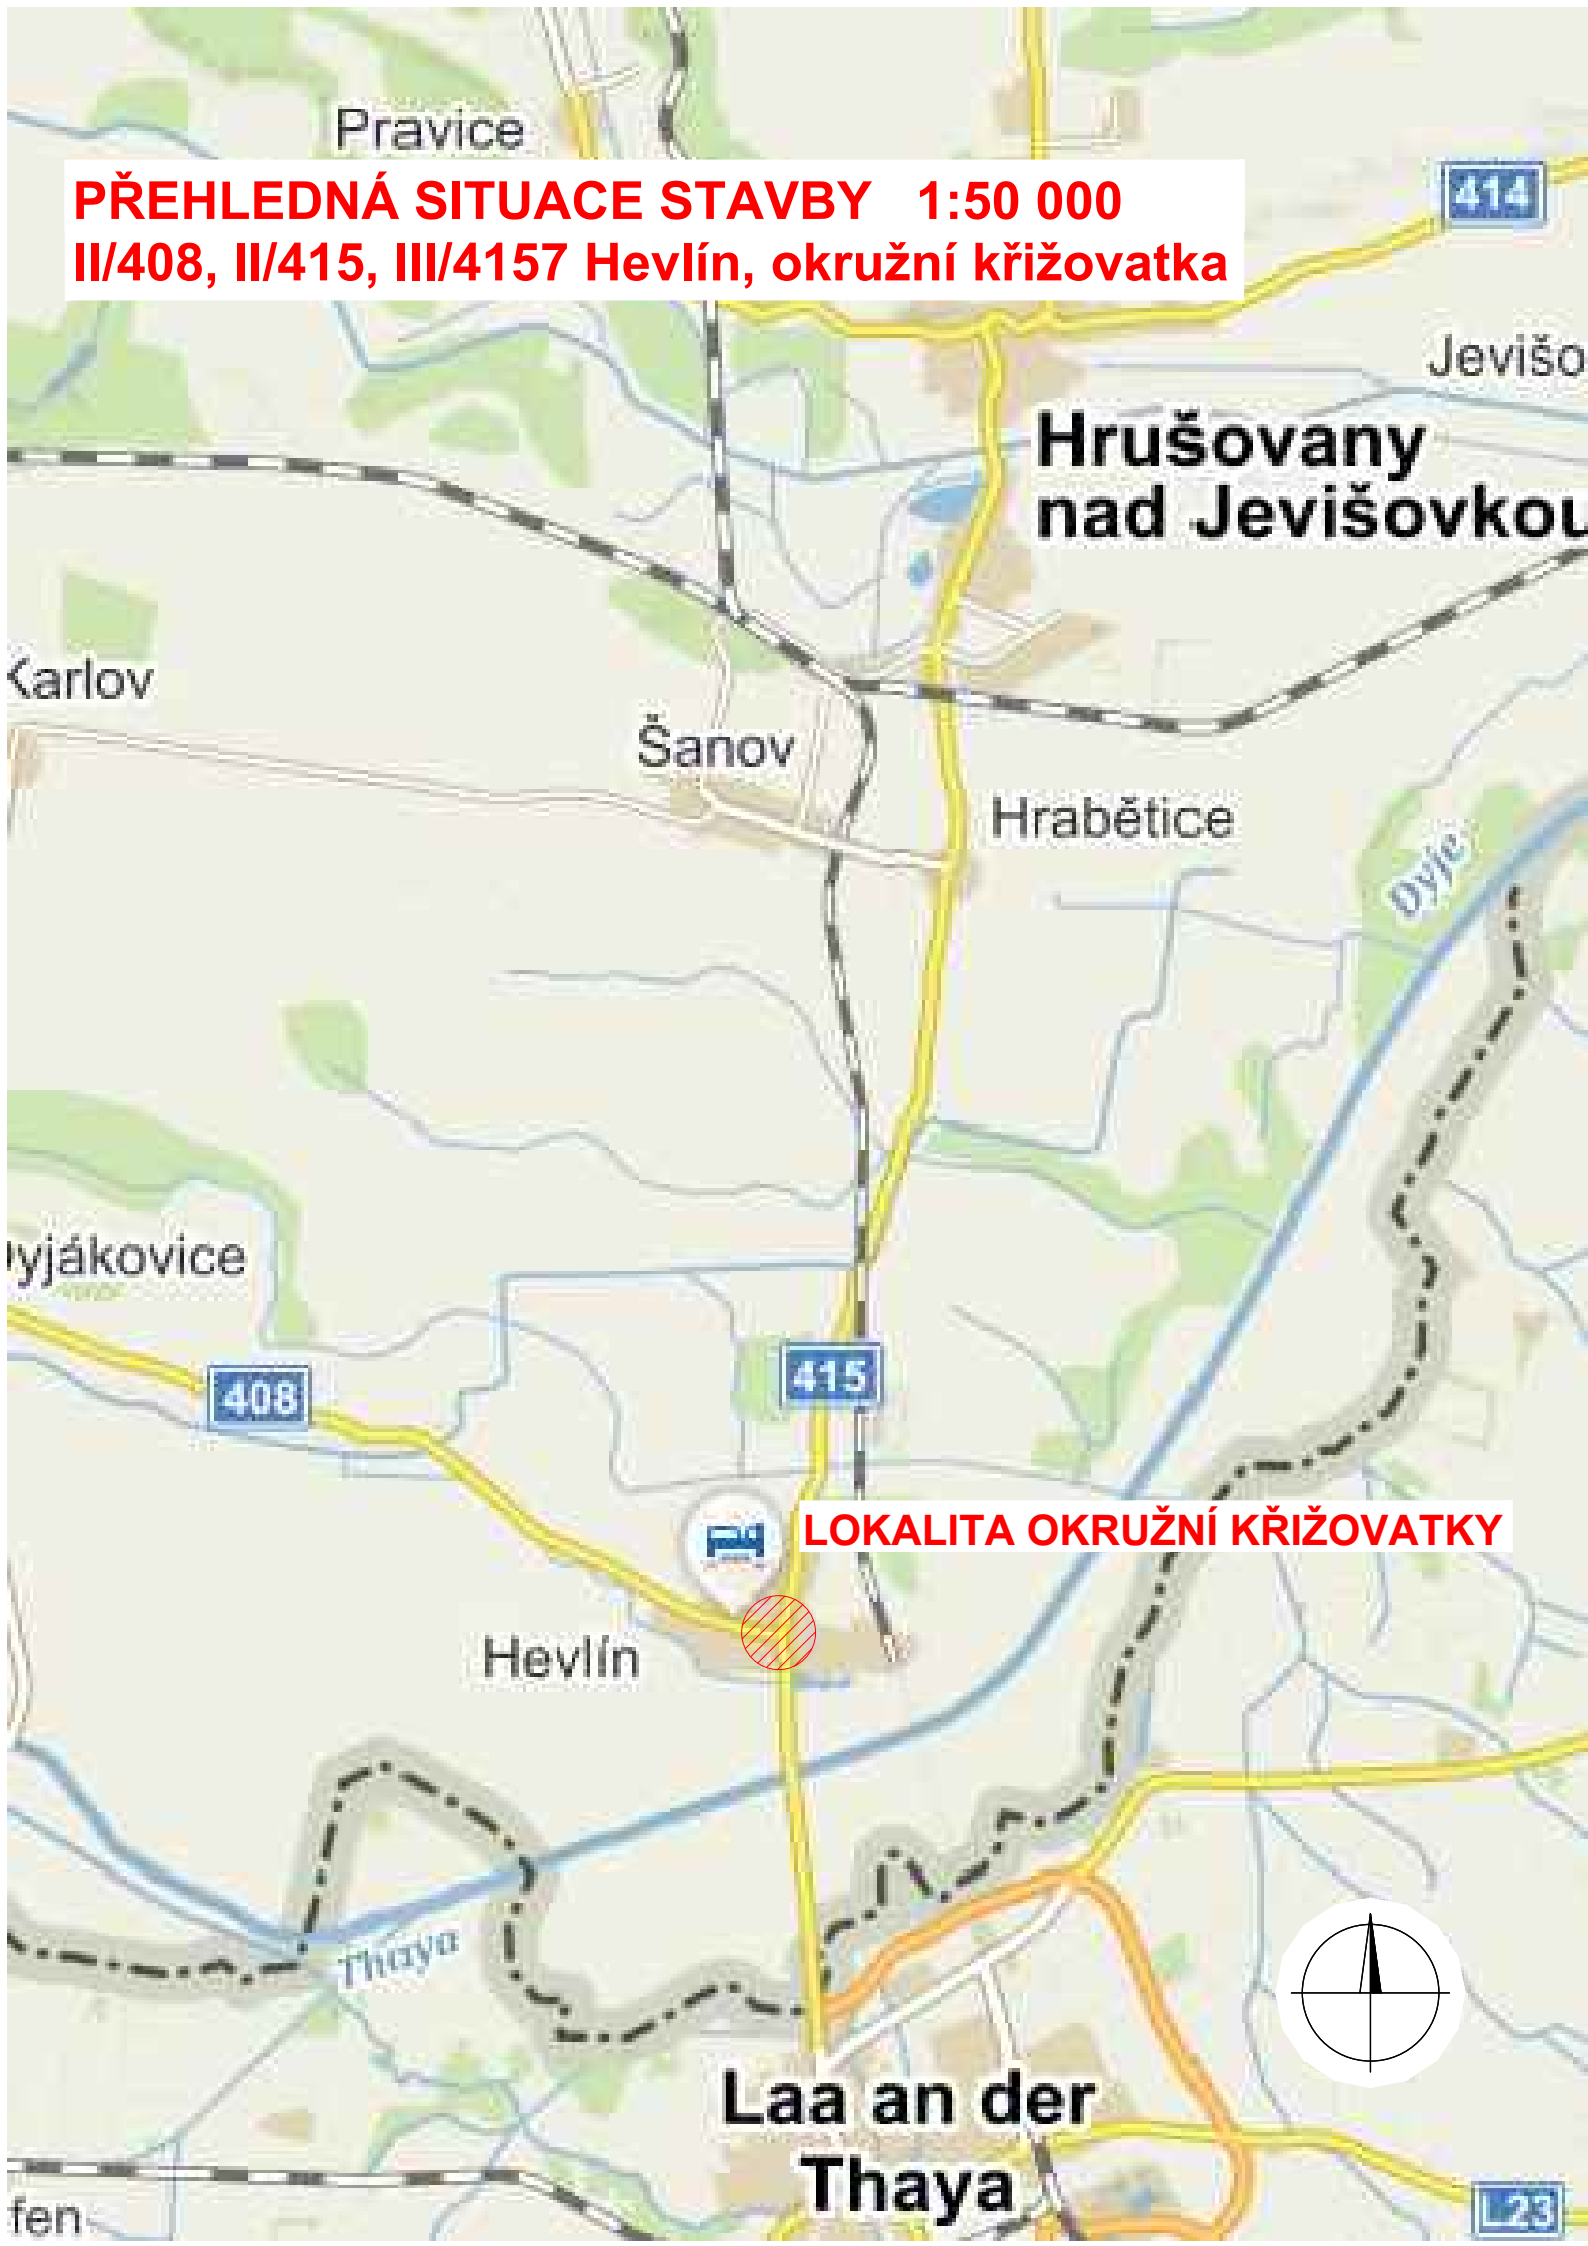 Pravice
PŘEHLEDNÁ SITUACE STAVBY 1:50 000
II/408, II/415, III/4157 Hevlín, okružní křižovatka
414
Jevišo
Hrušovany
nad Jevišovkou
Karlov
Šanov
Hrabětice
Dyje
yjákovice
415
408
LOKALITA OKRUŽNÍ KŘIŽOVATKY
Hevlín
Thaya
Laa an der
Thaya
L23
fen